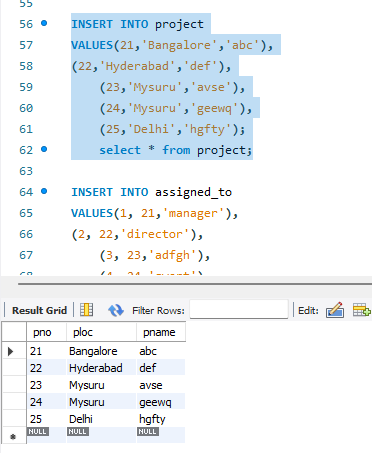 55
56 INSERT INTO project
57 VALUES(21,'Bangalore','abc'),
58 (22,'Hyderabad','def'),
59 (23,'Mysuru','avse'),
60 (24,'Mysuru','geewq'),
61 (25,'Delhi','hgfty');
62 select * from project;
63
64 INSERT INTO assigned_to
65 VALUES(1, 21,'manager'),
66 (2, 22,'director'),
67 (3, 23,'adfgh'),
68 (4, 24,
Result Grid Filter Rows: Edit:
pno ploc pname
21 Bangalore abc
22 Hyderabad def
23 Mysuru avse
24 Mysuru geewq
25 Delhi hgfty
NULL NULL NULL